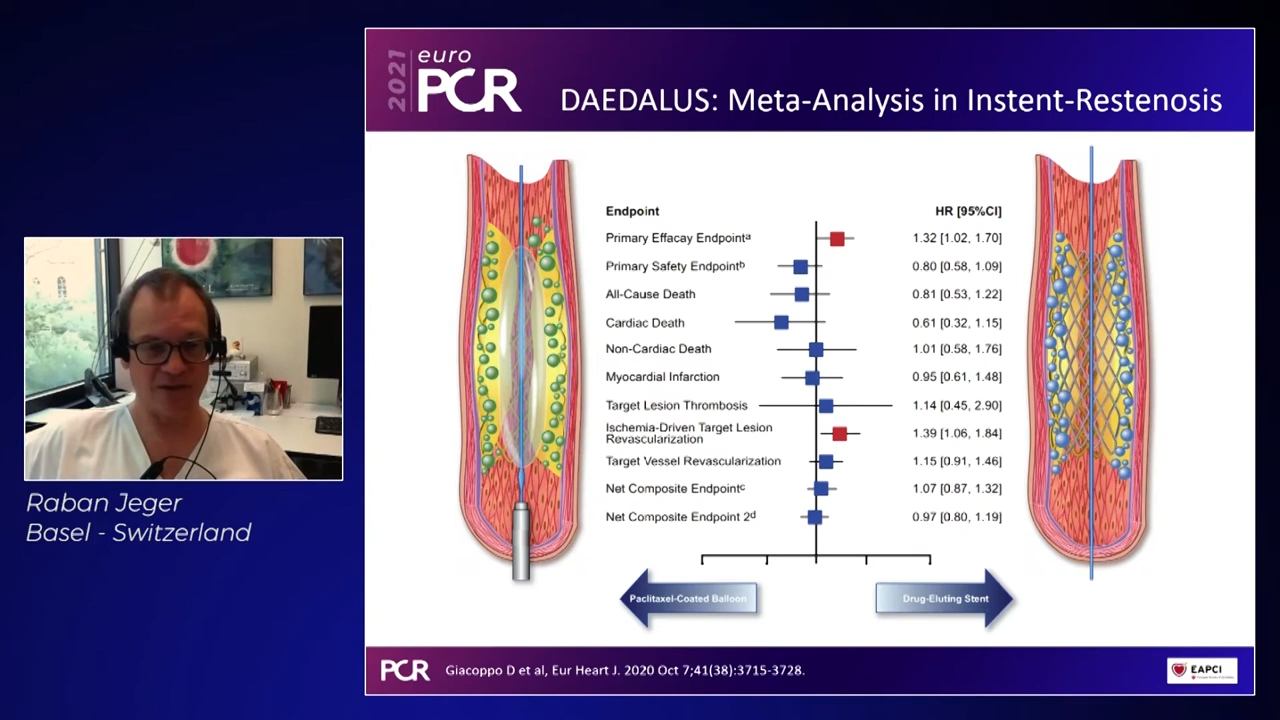 2021 euro
PCR
DAEDALUS: Meta-Analysis in Instent-Restenosis
Endpoint HR [95%CI]
Primary Effacay Endpointᵃ 1.32 [1.02, 1.70]
Primary Safety Endpointᵇ 0.80 [0.58, 1.09]
All-Cause Death 0.81 [0.53, 1.22]
Cardiac Death 0.61 [0.32, 1.15]
Non-Cardiac Death 1.01 [0.58, 1.76]
Myocardial Infarction 0.95 [0.61, 1.48]
Target Lesion Thrombosis 1.14 [0.45, 2.90]
Ischemia-Driven Target Lesion
Revascularization 1.39 [1.06, 1.84]
Target Vessel Revascularization 1.15 [0.91, 1.46]
Net Composite Endpointᶜ 1.07 [0.87, 1.32]
Net Composite Endpoint 2ᵈ 0.97 [0.80, 1.19]
Paclitaxel-Coated Balloon Drug-Eluting Stent
Raban Jeger
Basel - Switzerland
PCR Giacoppo D et al, Eur Heart J. 2020 Oct 7;41(38):3715-3728.
EAPCI